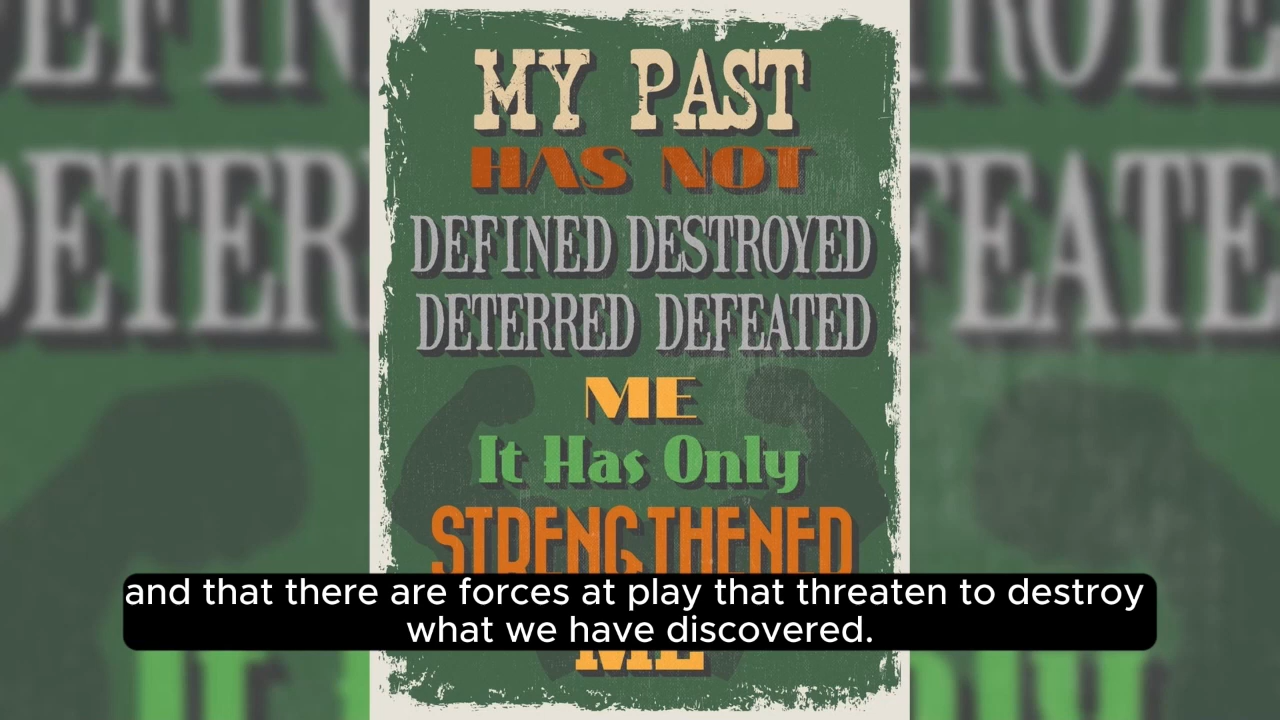 MY PAST
HAS NOT
DEFINED DESTROYED
DETERRED DEFEATED
ME
It Has Only
STRENGTHENED
ME
and that there are forces at play that threaten to destroy
what we have discovered.